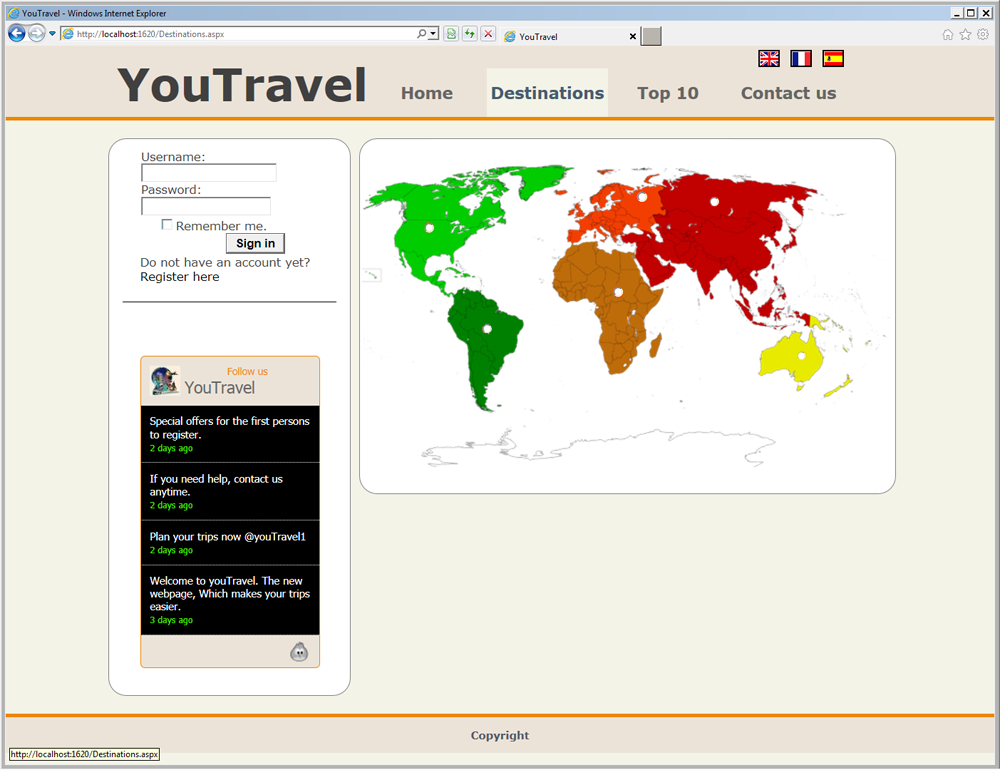 YouTravel - Windows Internet Explorer
http://localhost:1620/Destinations.aspx
YouTravel
YouTravel
Home
Destinations
Top 10
Contact us
Username:
Password:
Remember me.
Sign in
Do not have an account yet?
Register here
Follow us
YouTravel
Special offers for the first persons
to register.
2 days ago
If you need help, contact us
anytime.
2 days ago
Plan your trips now @youTravel1
2 days ago
Welcome to youTravel. The new
webpage, Which makes your trips
easier.
3 days ago
Copyright
http://localhost:1620/Destinations.aspx